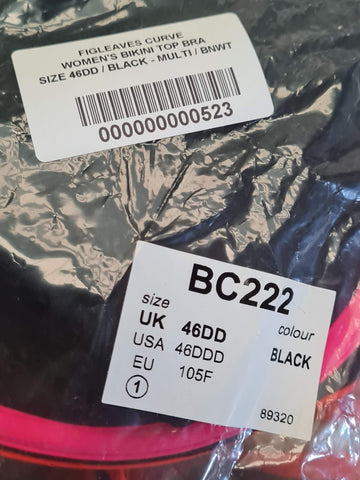 FIGLEAVES CURVE
WOMEN'S BIKINI TOP BRA
SIZE 46DD / BLACK - MULTI / BNWT
000000000523
BC222
size
colour
UK 46DD
USA 46DDD
BLACK
EU 105F
1
89320